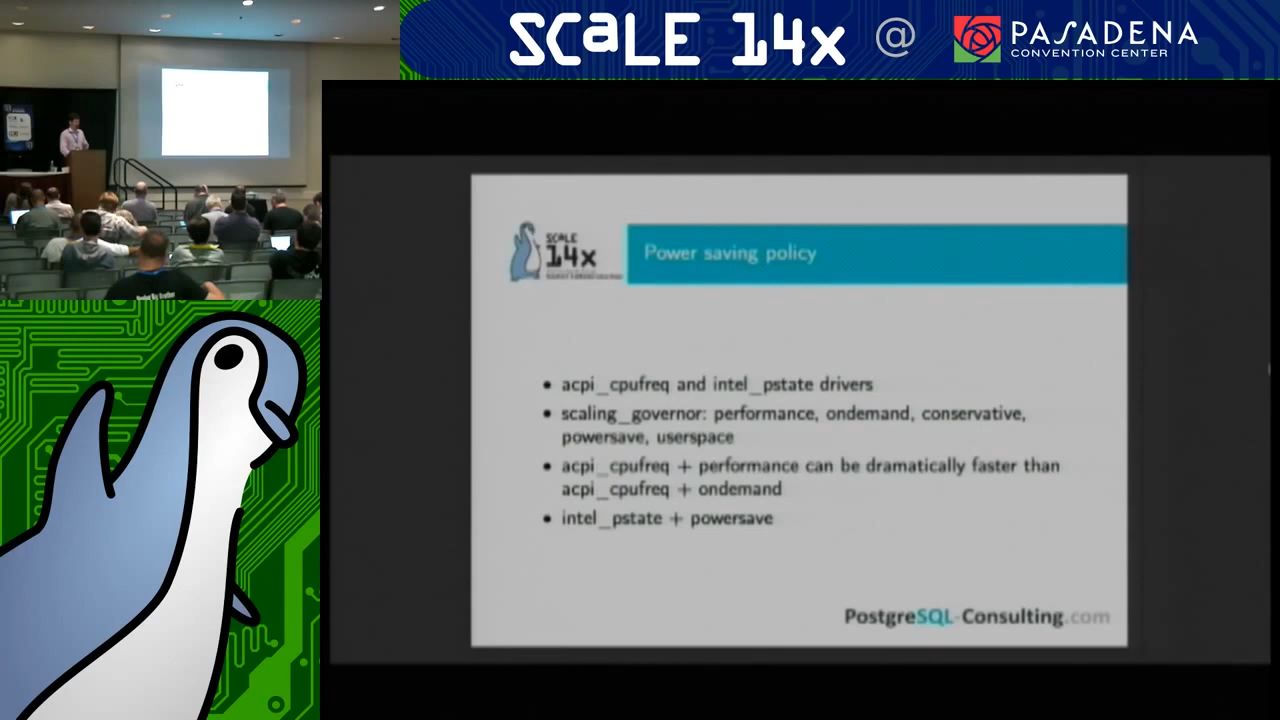 SCALE 14x @ PASADENA
CONVENTION CENTER
SCALE
14x
Power saving policy
• acpi_cpufreq and intel_pstate drivers
• scaling_governor: performance, ondemand, conservative,
powersave, userspace
• acpi_cpufreq + performance can be dramatically faster than
acpi_cpufreq + ondemand
• intel_pstate + powersave
PostgreSQL-Consulting.com